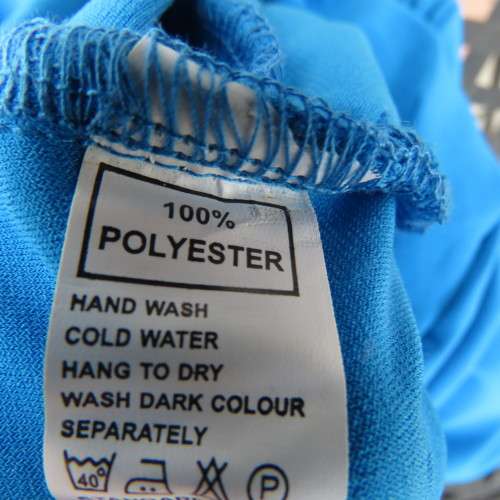 100%
POLYESTER
HAND WASH
COLD WATER
HANG TO DRY
WASH DARK COLOUR
SEPARATELY
40° P